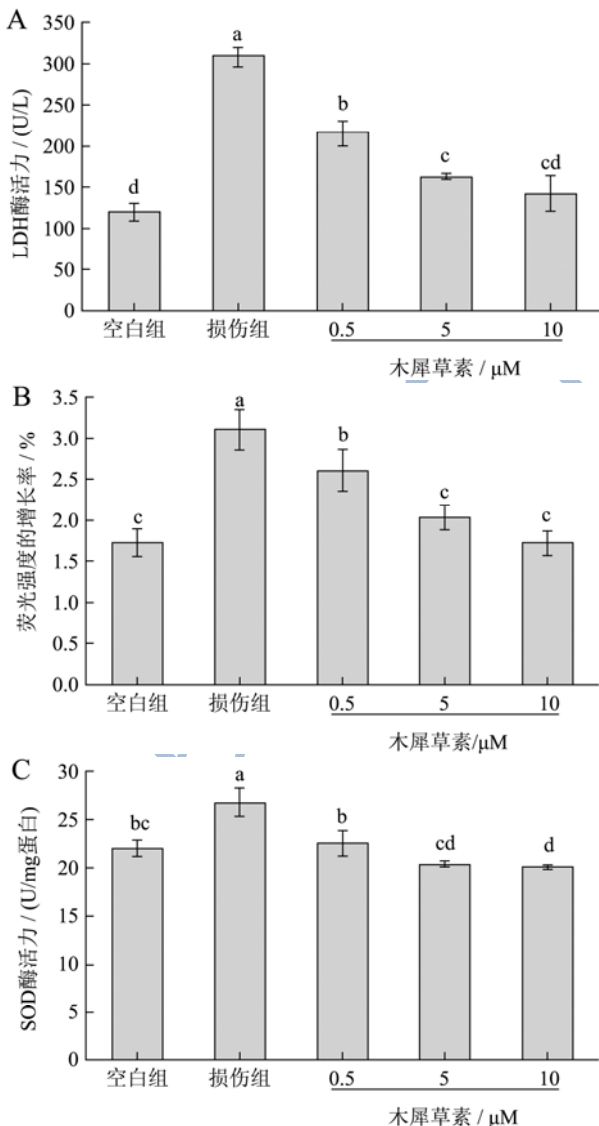 A
LDH酶活力 / (U/L)
350
300
250
200
150
100
50
0
d
a
b
c
cd
空白组 损伤组 0.5 5 10
木犀草素 / μM
B
荧光强度的增长率 / %
3.5
3.0
2.5
2.0
1.5
1.0
0.5
0.0
c
a
b
c
c
空白组 损伤组 0.5 5 10
木犀草素/μM
C
SOD酶活力 / (U/mg蛋白)
30
25
20
15
10
5
0
bc
a
b
cd
d
空白组 损伤组 0.5 5 10
木犀草素 / μM